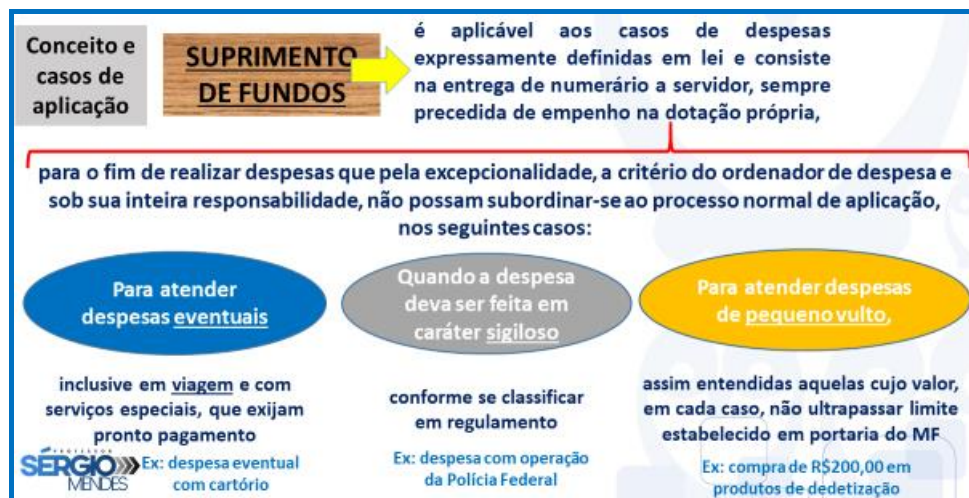 Conceito e
casos de
aplicação
SUPRIMENTO
DE FUNDOS
é aplicável aos casos de despesas
expressamente definidas em lei e consiste
na entrega de numerário a servidor, sempre
precedida de empenho na dotação própria,
para o fim de realizar despesas que pela excepcionalidade, a critério do ordenador de despesa e
sob sua inteira responsabilidade, não possam subordinar-se ao processo normal de aplicação,
nos seguintes casos:
Para atender
despesas eventuais
inclusive em viagem e com
serviços especiais, que exijam
pronto pagamento
Ex: despesa eventual
com cartório
Quando a despesa
deva ser feita em
caráter sigiloso
conforme se classificar
em regulamento
Ex: despesa com operação
da Polícia Federal
Para atender despesas
de pequeno vulto,
assim entendidas aquelas cujo valor,
em cada caso, não ultrapassar limite
estabelecido em portaria do MF
Ex: compra de R$200,00 em
produtos de dedetização
PROFESSOR
SÉRGIO
MENDES